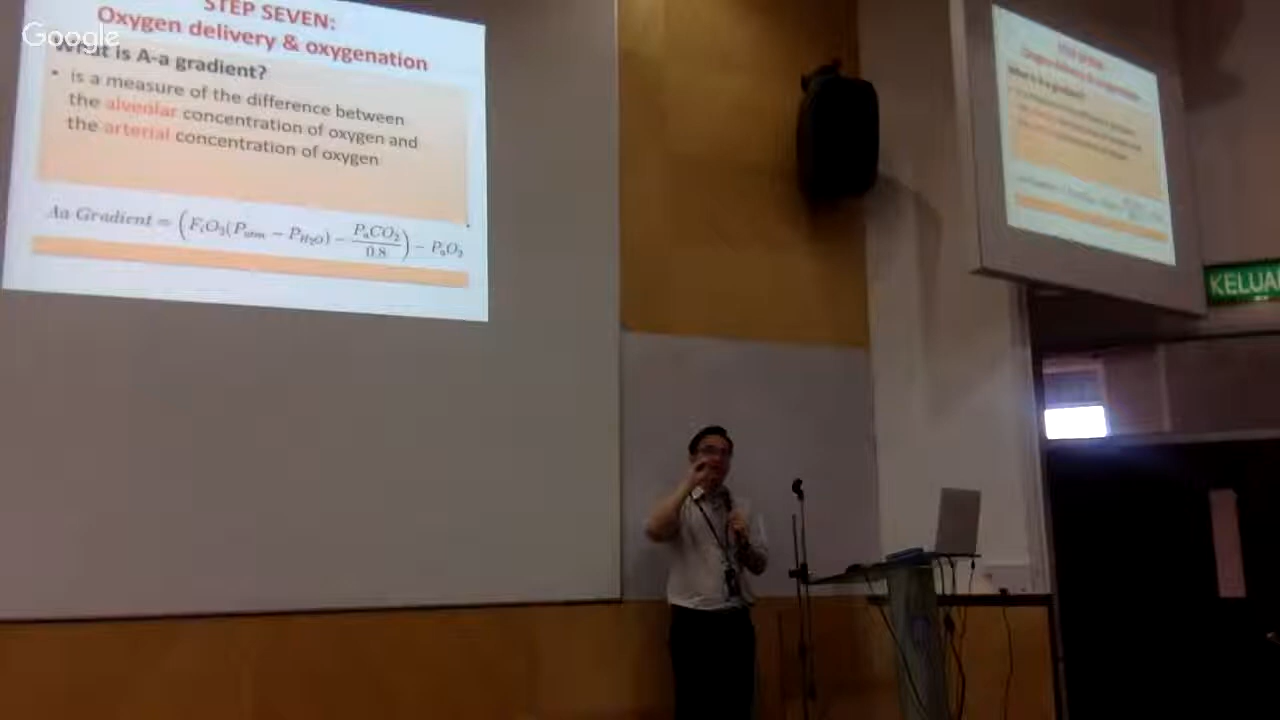 Google
STEP SEVEN:
Oxygen delivery & oxygenation
What is A-a gradient?
• is a measure of the difference between
the alveolar concentration of oxygen and
the arterial concentration of oxygen
Aa Gradient = (FiO2(Patm − PH2O) − PaCO2/0.8) − PaO2
KELUA